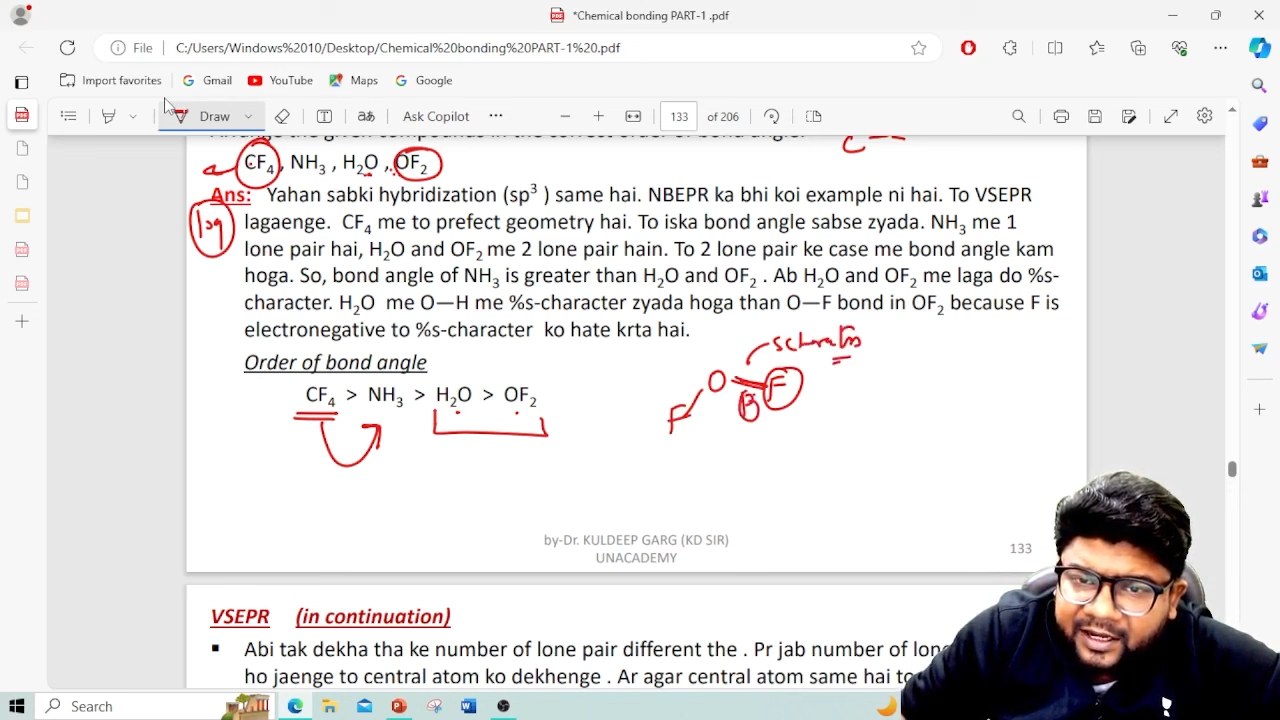 *Chemical bonding PART-1 .pdf
File C:/Users/Windows%2010/Desktop/Chemical%20bonding%20PART-1%20.pdf
Import favorites Gmail YouTube Maps Google
Draw Ask Copilot 133 of 206
CF₄, NH₃ , H₂O , . OF₂
Ans: Yahan sabki hybridization (sp³ ) same hai. NBEPR ka bhi koi example ni hai. To VSEPR
lagaenge. CF₄ me to prefect geometry hai. To iska bond angle sabse zyada. NH₃ me 1
lone pair hai, H₂O and OF₂ me 2 lone pair hain. To 2 lone pair ke case me bond angle kam
hoga. So, bond angle of NH₃ is greater than H₂O and OF₂ . Ab H₂O and OF₂ me laga do %s-
character. H₂O me O—H me %s-character zyada hoga than O—F bond in OF₂ because F is
electronegative to %s-character ko hate krta hai.
Order of bond angle
CF₄ > NH₃ > H₂O > OF₂
O F
F
by-Dr. KULDEEP GARG (KD SIR)
UNACADEMY
133
VSEPR (in continuation)
Abi tak dekha tha ke number of lone pair different the . Pr jab number of lon
ho jaenge to central atom ko dekhenge . Ar agar central atom same hai to
Search